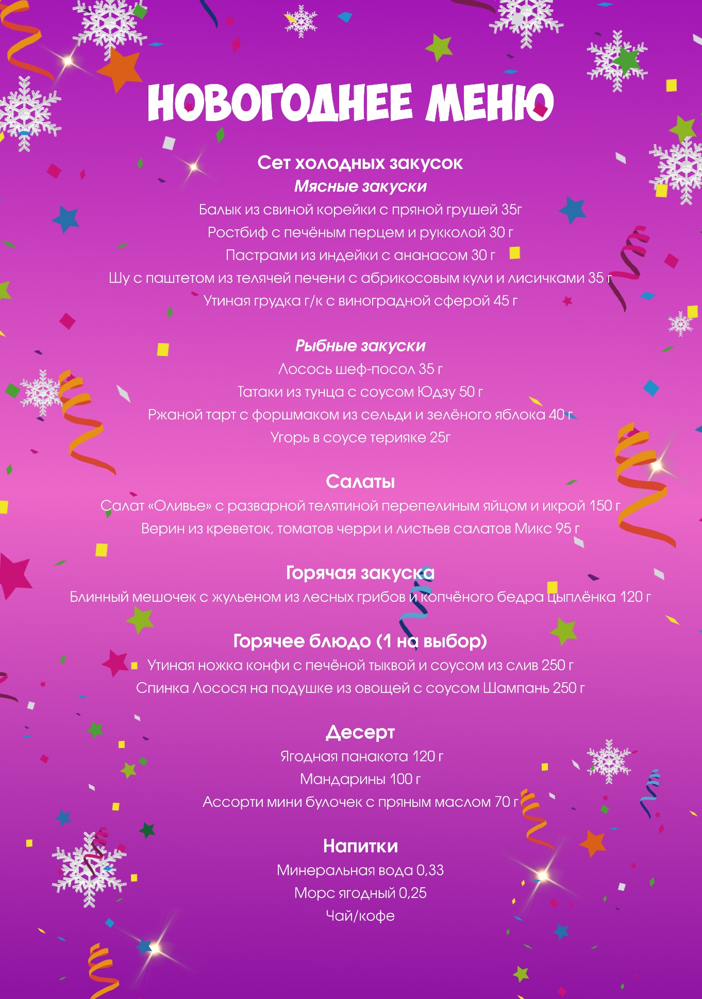 НОВОГОДНЕЕ МЕНЮ
Сет холодных закусок
Мясные закуски
Балык из свиной корейки с пряной грушей 35г
Ростбиф с печёным перцем и рукколой 30 г
Пастрами из индейки с ананасом 30 г
Шу с паштетом из телячей печени с абрикосовым кули и лисичками 35 г
Утиная грудка г/к с виноградной сферой 45 г
Рыбные закуски
Лосось шеф-посол 35 г
Татаки из тунца с соусом Юдзу 50 г
Ржаной тарт с форшмаком из сельди и зелёного яблока 40 г
Угорь в соусе терияке 25г
Салаты
Салат «Оливье» с разварной телятиной перепелиным яйцом и икрой 150 г
Верин из креветок, томатов черри и листьев салатов Микс 95 г
Горячая закуска
Блинный мешочек с жульеном из лесных грибов и копчёного бедра цыплёнка 120 г
Горячее блюдо (1 на выбор)
Утиная ножка конфи с печёной тыквой и соусом из слив 250 г
Спинка Лосося на подушке из овощей с соусом Шампань 250 г
Десерт
Ягодная панакота 120 г
Мандарины 100 г
Ассорти мини булочек с пряным маслом 70 г
Напитки
Минеральная вода 0,33
Морс ягодный 0,25
Чай/кофе